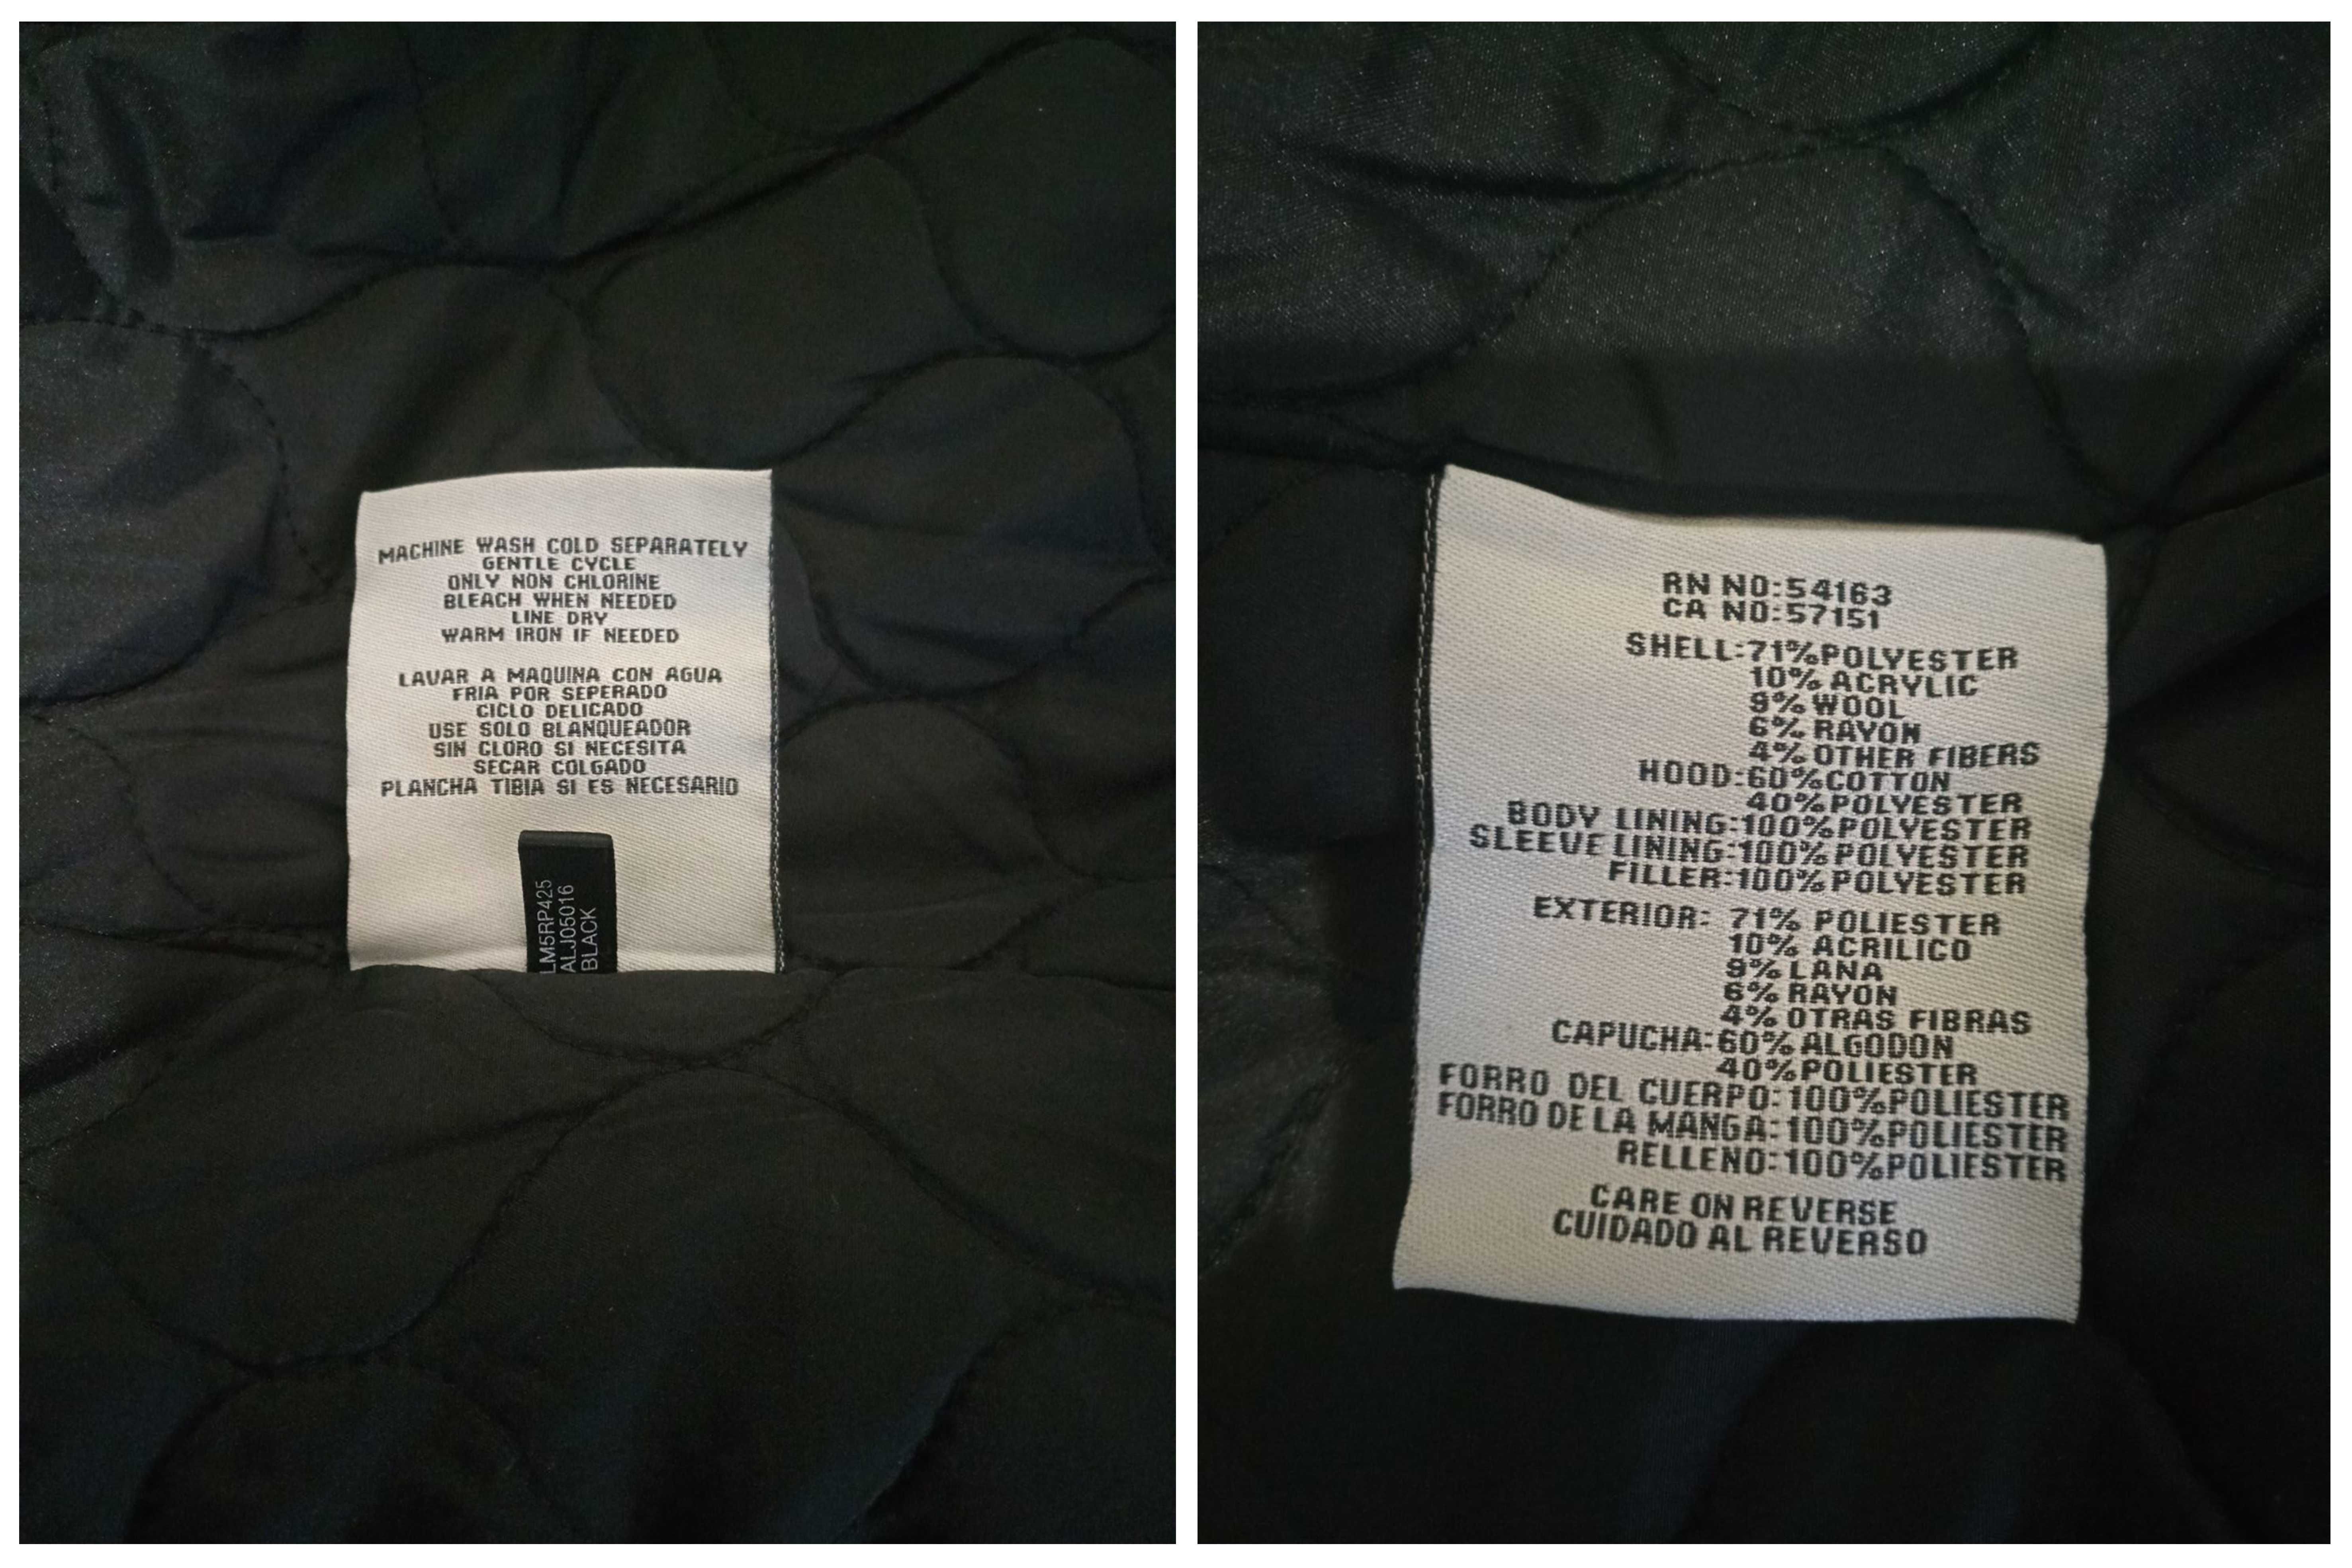 MACHINE WASH COLD SEPARATELY
GENTLE CYCLE
ONLY NON CHLORINE
BLEACH WHEN NEEDED
LINE DRY
WARM IRON IF NEEDED
LAVAR A MAQUINA CON AGUA
FRIA POR SEPERADO
CICLO DELICADO
USE SOLO BLANQUEADOR
SIN CLORO SI NECESITA
SECAR COLGADO
PLANCHA TIBIA SI ES NECESARIO
LM5RP425
ALJ05016
BLACK
RN NO:54163
CA NO:57151
SHELL:71%POLYESTER
10% ACRYLIC
9% WOOL
6% RAYON
4% OTHER FIBERS
HOOD:60%COTTON
40%POLYESTER
BODY LINING:100%POLYESTER
SLEEVE LINING:100%POLYESTER
FILLER:100%POLYESTER
EXTERIOR: 71% POLIESTER
10% ACRILICO
9% LANA
6% RAYON
4% OTRAS FIBRAS
CAPUCHA:60% ALGODON
40%POLIESTER
FORRO DEL CUERPO:100%POLIESTER
FORRO DE LA MANGA:100%POLIESTER
RELLENO:100%POLIESTER
CARE ON REVERSE
CUIDADO AL REVERSO